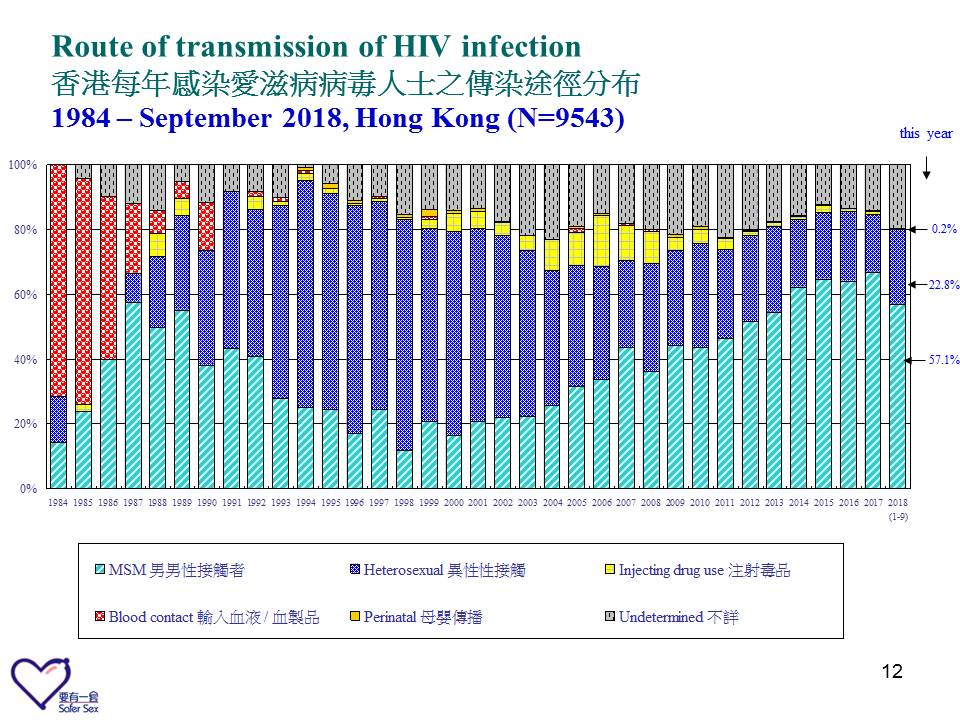 Route of transmission of HIV infection
香港每年感染愛滋病病毒人士之傳染途徑分布
1984 – September 2018, Hong Kong (N=9543)
this year
100%
80%
60%
40%
20%
0%
0.2%
22.8%
57.1%
1984 1985 1986 1987 1988 1989 1990 1991 1992 1993 1994 1995 1996 1997 1998 1999 2000 2001 2002 2003 2004 2005 2006 2007 2008 2009 2010 2011 2012 2013 2014 2015 2016 2017 2018
(1-9)
MSM 男男性接觸者 Heterosexual 異性性接觸 Injecting drug use 注射毒品
Blood contact 輸入血液 / 血製品 Perinatal 母嬰傳播 Undetermined 不詳
12
要有一套
Safer Sex